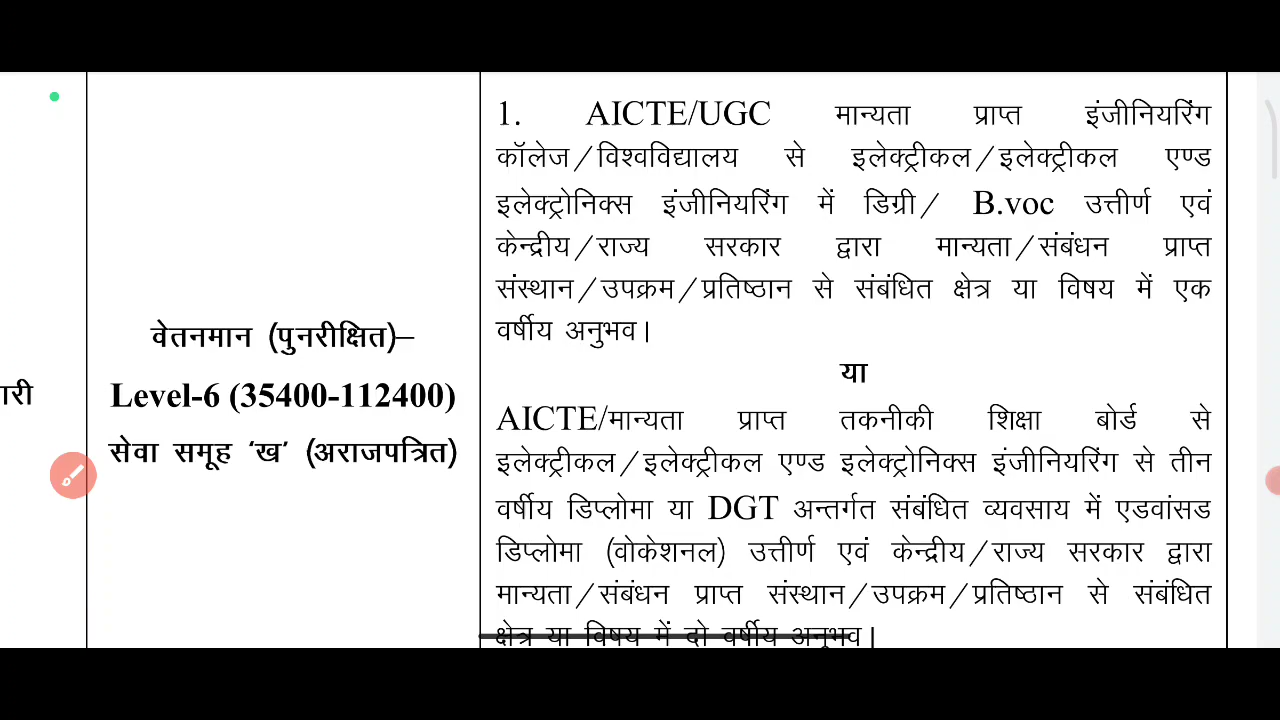 ारी
वेतनमान (पुनरीक्षित)–
Level-6 (35400-112400)
सेवा समूह ‘ख’ (अराजपत्रित)
1. AICTE/UGC मान्यता प्राप्त इंजीनियरिंग
कॉलेज/विश्वविद्यालय से इलेक्ट्रीकल/इलेक्ट्रीकल एण्ड
इलेक्ट्रोनिक्स इंजीनियरिंग में डिग्री/ B.voc उत्तीर्ण एवं
केन्द्रीय/राज्य सरकार द्वारा मान्यता/संबंधन प्राप्त
संस्थान/उपक्रम/प्रतिष्ठान से संबंधित क्षेत्र या विषय में एक
वर्षीय अनुभव।
या
AICTE/मान्यता प्राप्त तकनीकी शिक्षा बोर्ड से
इलेक्ट्रीकल/इलेक्ट्रीकल एण्ड इलेक्ट्रोनिक्स इंजीनियरिंग से तीन
वर्षीय डिप्लोमा या DGT अन्तर्गत संबंधित व्यवसाय में एडवांसड
डिप्लोमा (वोकेशनल) उत्तीर्ण एवं केन्द्रीय/राज्य सरकार द्वारा
मान्यता/संबंधन प्राप्त संस्थान/उपक्रम/प्रतिष्ठान से संबंधित
क्षेत्र या विषय में दो वर्षीय अनुभव।